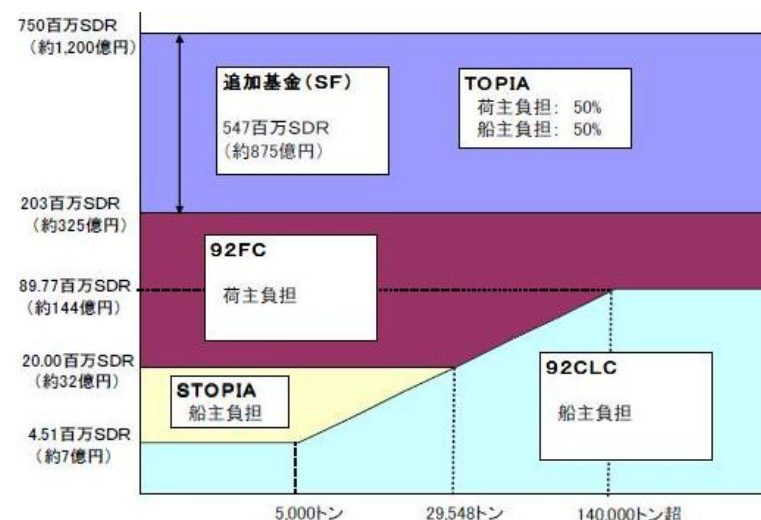 750百万SDR
(約1,200億円)
追加基金(SF)
547百万SDR
(約875億円)
TOPIA
荷主負担: 50%
船主負担: 50%
203百万SDR
(約325億円)
92FC
荷主負担
89.77百万SDR
(約144億円)
20.00百万SDR
(約32億円)
STOPIA
船主負担
92CLC
船主負担
4.51百万SDR
(約7億円)
5,000トン
29,548トン
140,000トン超